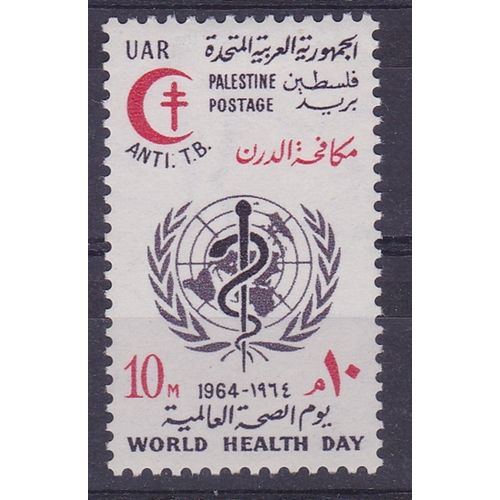 UAR الجمهورية العربية المتحدة
PALESTINE فلسطين
POSTAGE بريد
ANTI. T.B. مكافحة الدرن
10 M 1964-١٩٦٤ ١٠ م
يوم الصحة العالمية
WORLD HEALTH DAY